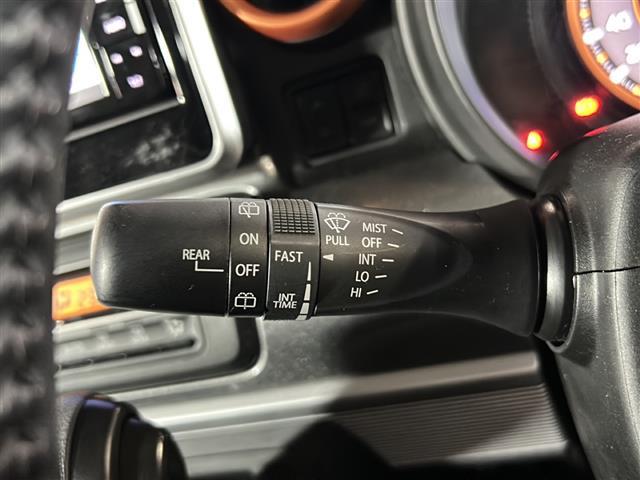 REAR
ON
OFF
FAST
INT
TIME
PULL
MIST
OFF
INT
LO
HI